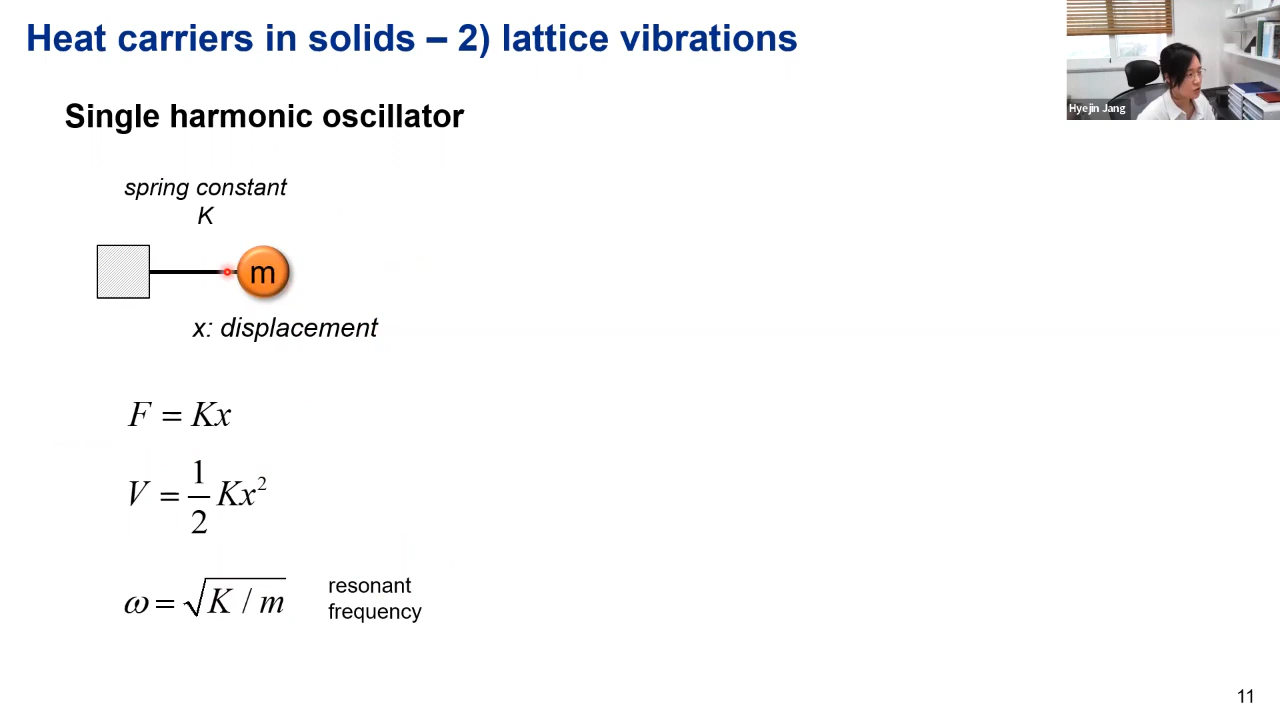 Heat carriers in solids – 2) lattice vibrations
Hyejin Jang
Single harmonic oscillator
spring constant
K
m
x: displacement
F = Kx
V = 1/2 Kx²
ω = √K / m
resonant
frequency
11